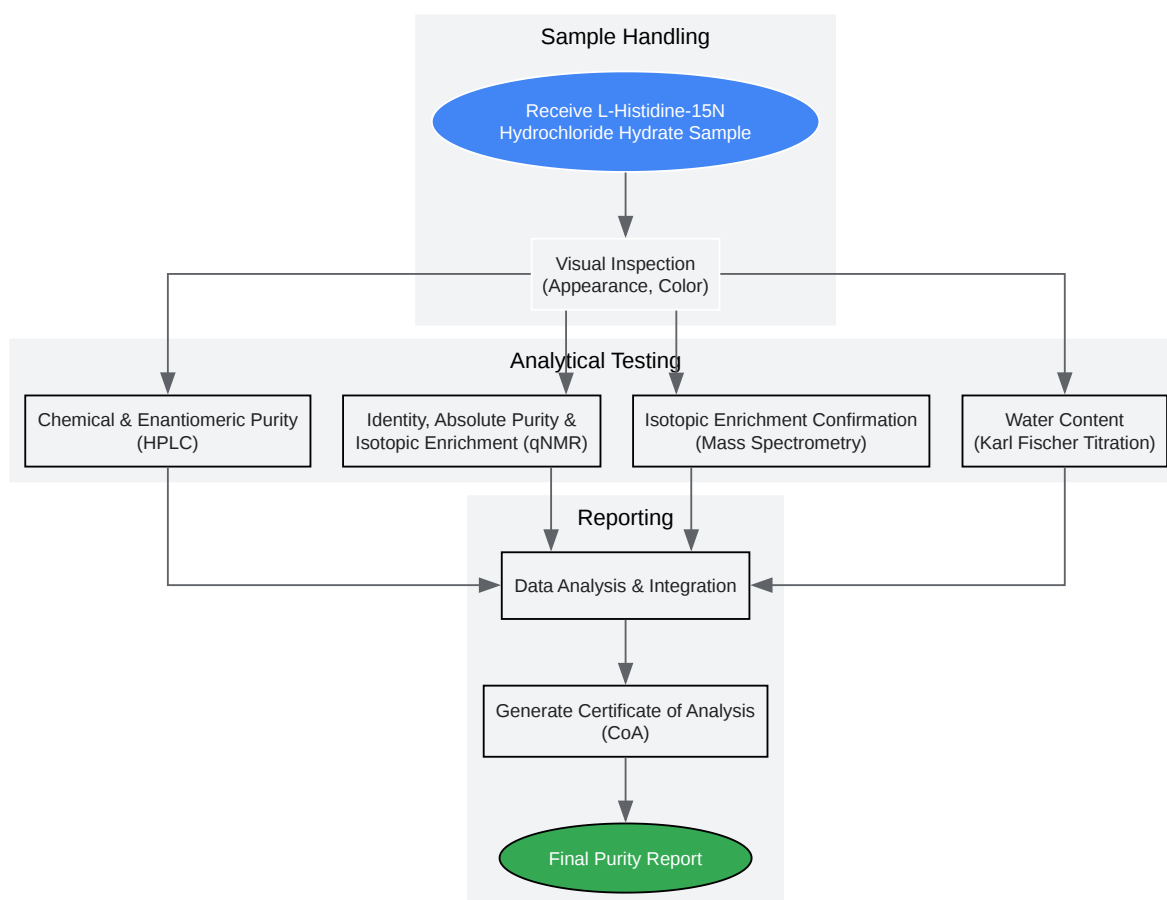 Sample Handling
Receive L-Histidine-15N
Hydrochloride Hydrate Sample
Visual Inspection
(Appearance, Color)
Analytical Testing
Chemical & Enantiomeric Purity
(HPLC)
Identity, Absolute Purity &
Isotopic Enrichment (qNMR)
Isotopic Enrichment Confirmation
(Mass Spectrometry)
Water Content
(Karl Fischer Titration)
Reporting
Data Analysis & Integration
Generate Certificate of Analysis
(CoA)
Final Purity Report